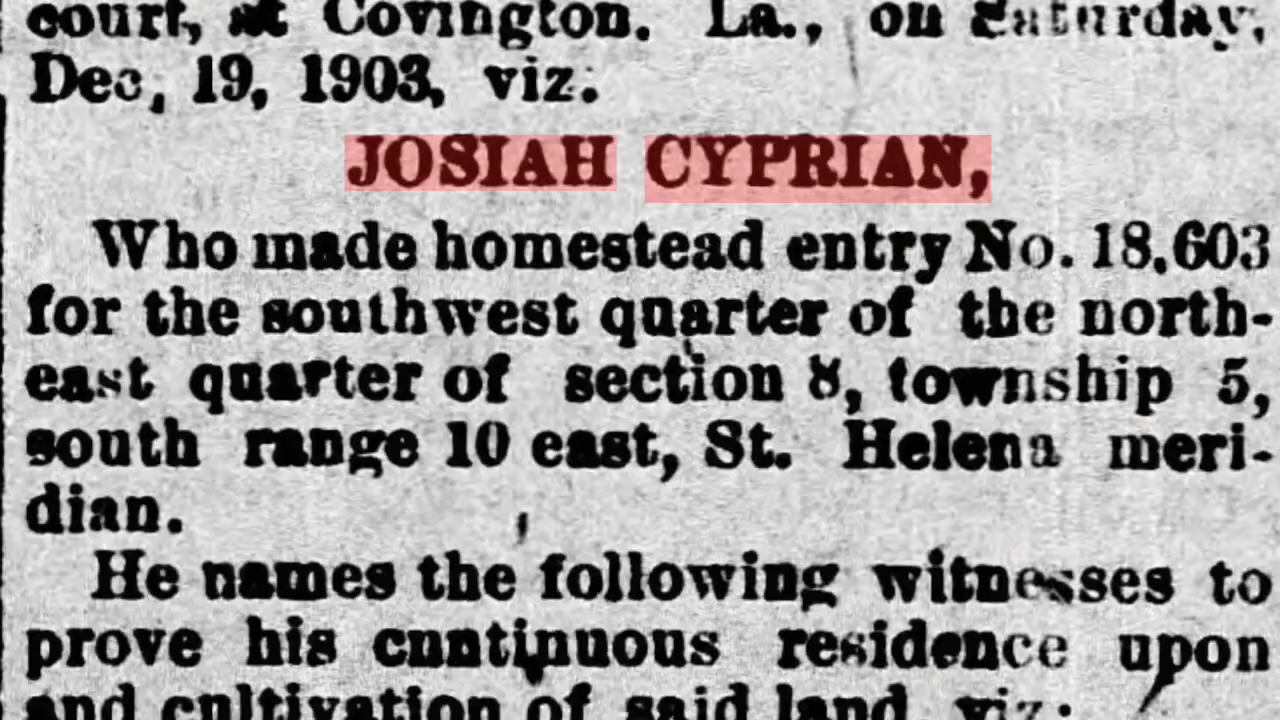 court, at Covington. La., on Saturday,
Dec, 19, 1903, viz:
JOSIAH CYPRIAN,
Who made homestead entry No. 18,603
for the southwest quarter of the north-
east quarter of section 8, township 5,
south range 10 east, St. Helena meri-
dian.
He names the following witnesses to
prove his cnntinuous residence upon
and cultivation of said land, viz: